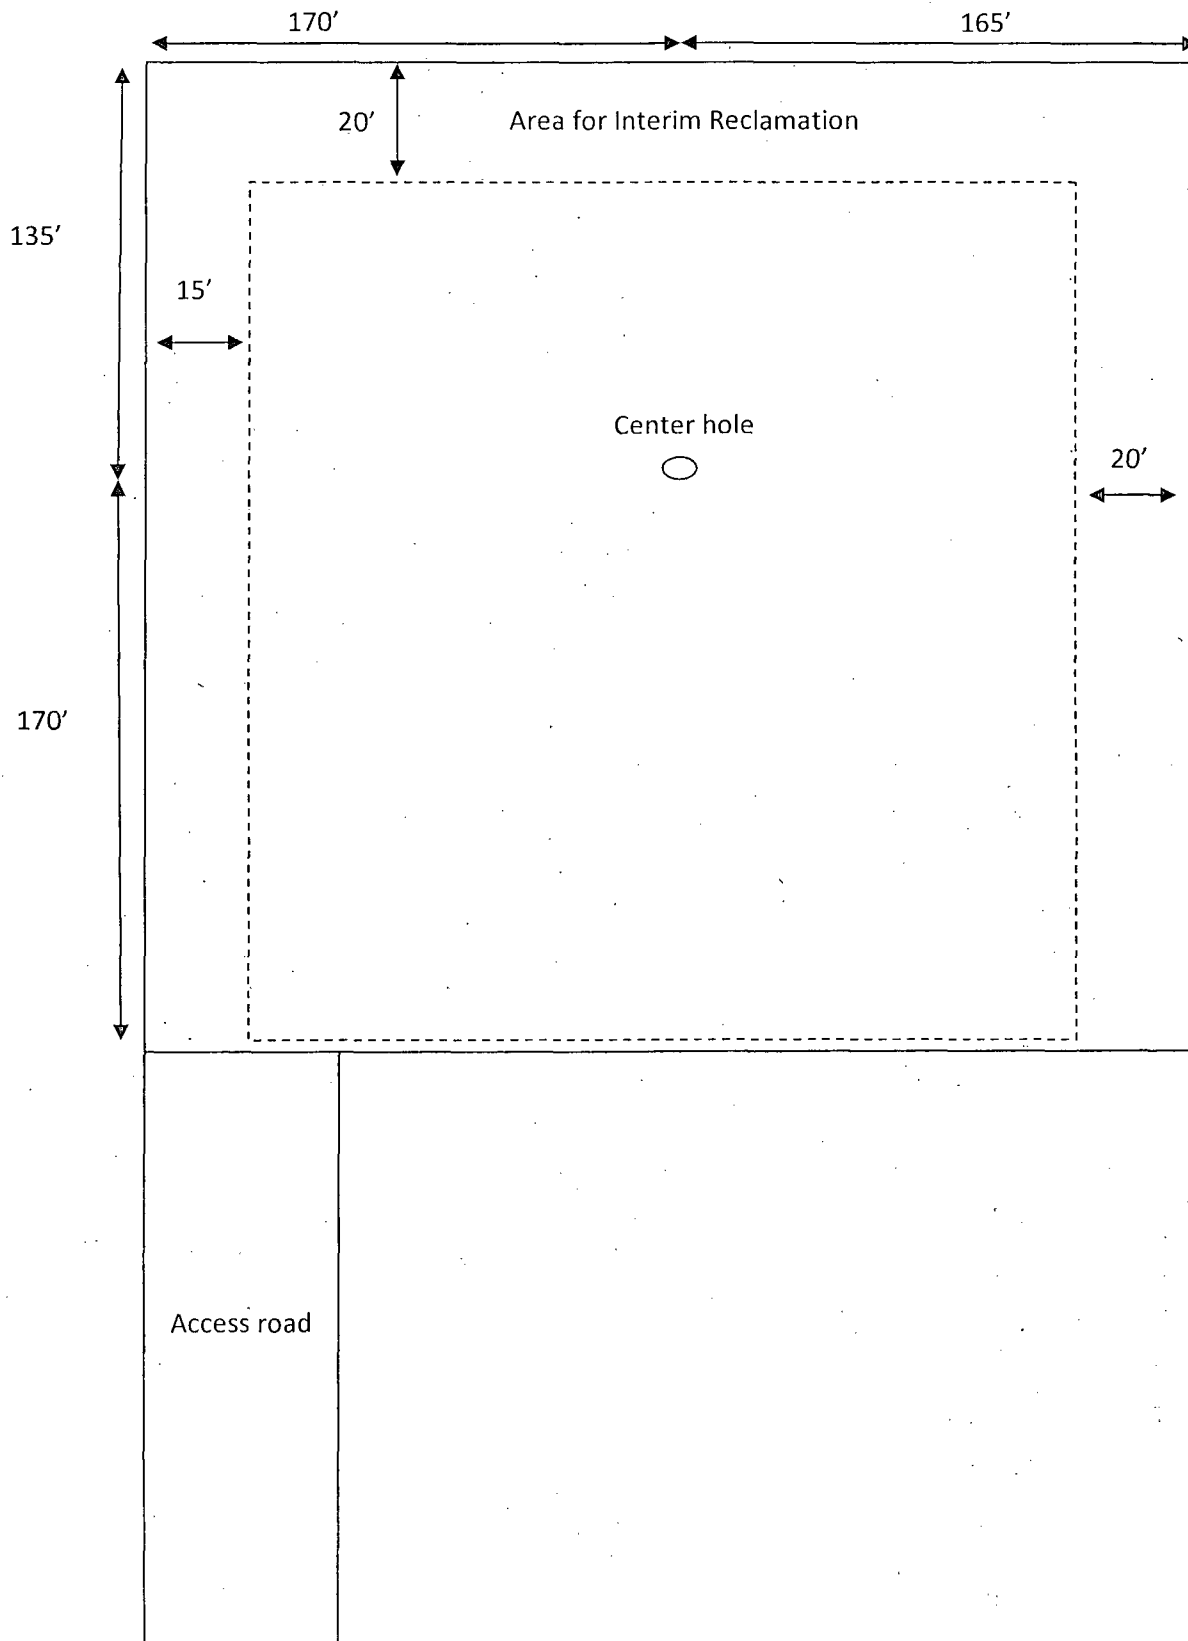 170′ 165′
20′ Area for Interim Reclamation
135′
15′
Center hole
20′
170′
Access road